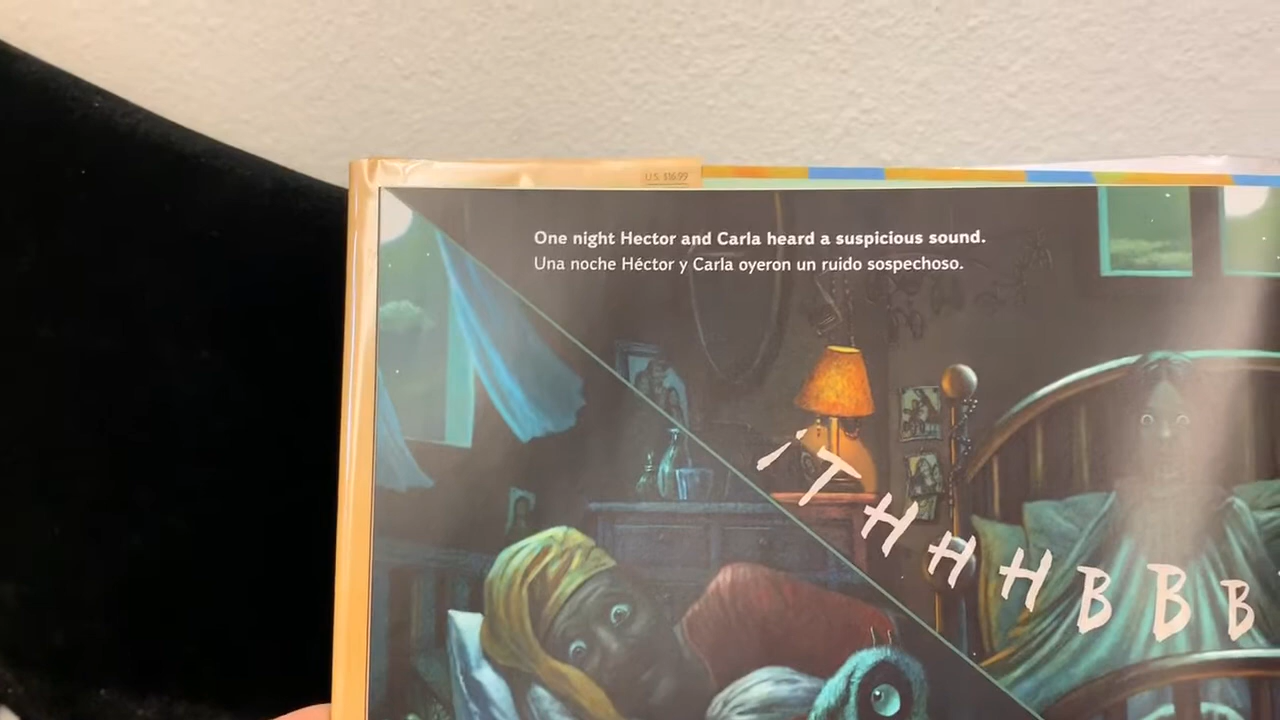 U.S. $16.99
One night Hector and Carla heard a suspicious sound.
Una noche Héctor y Carla oyeron un ruido sospechoso.
¡THHHBBB